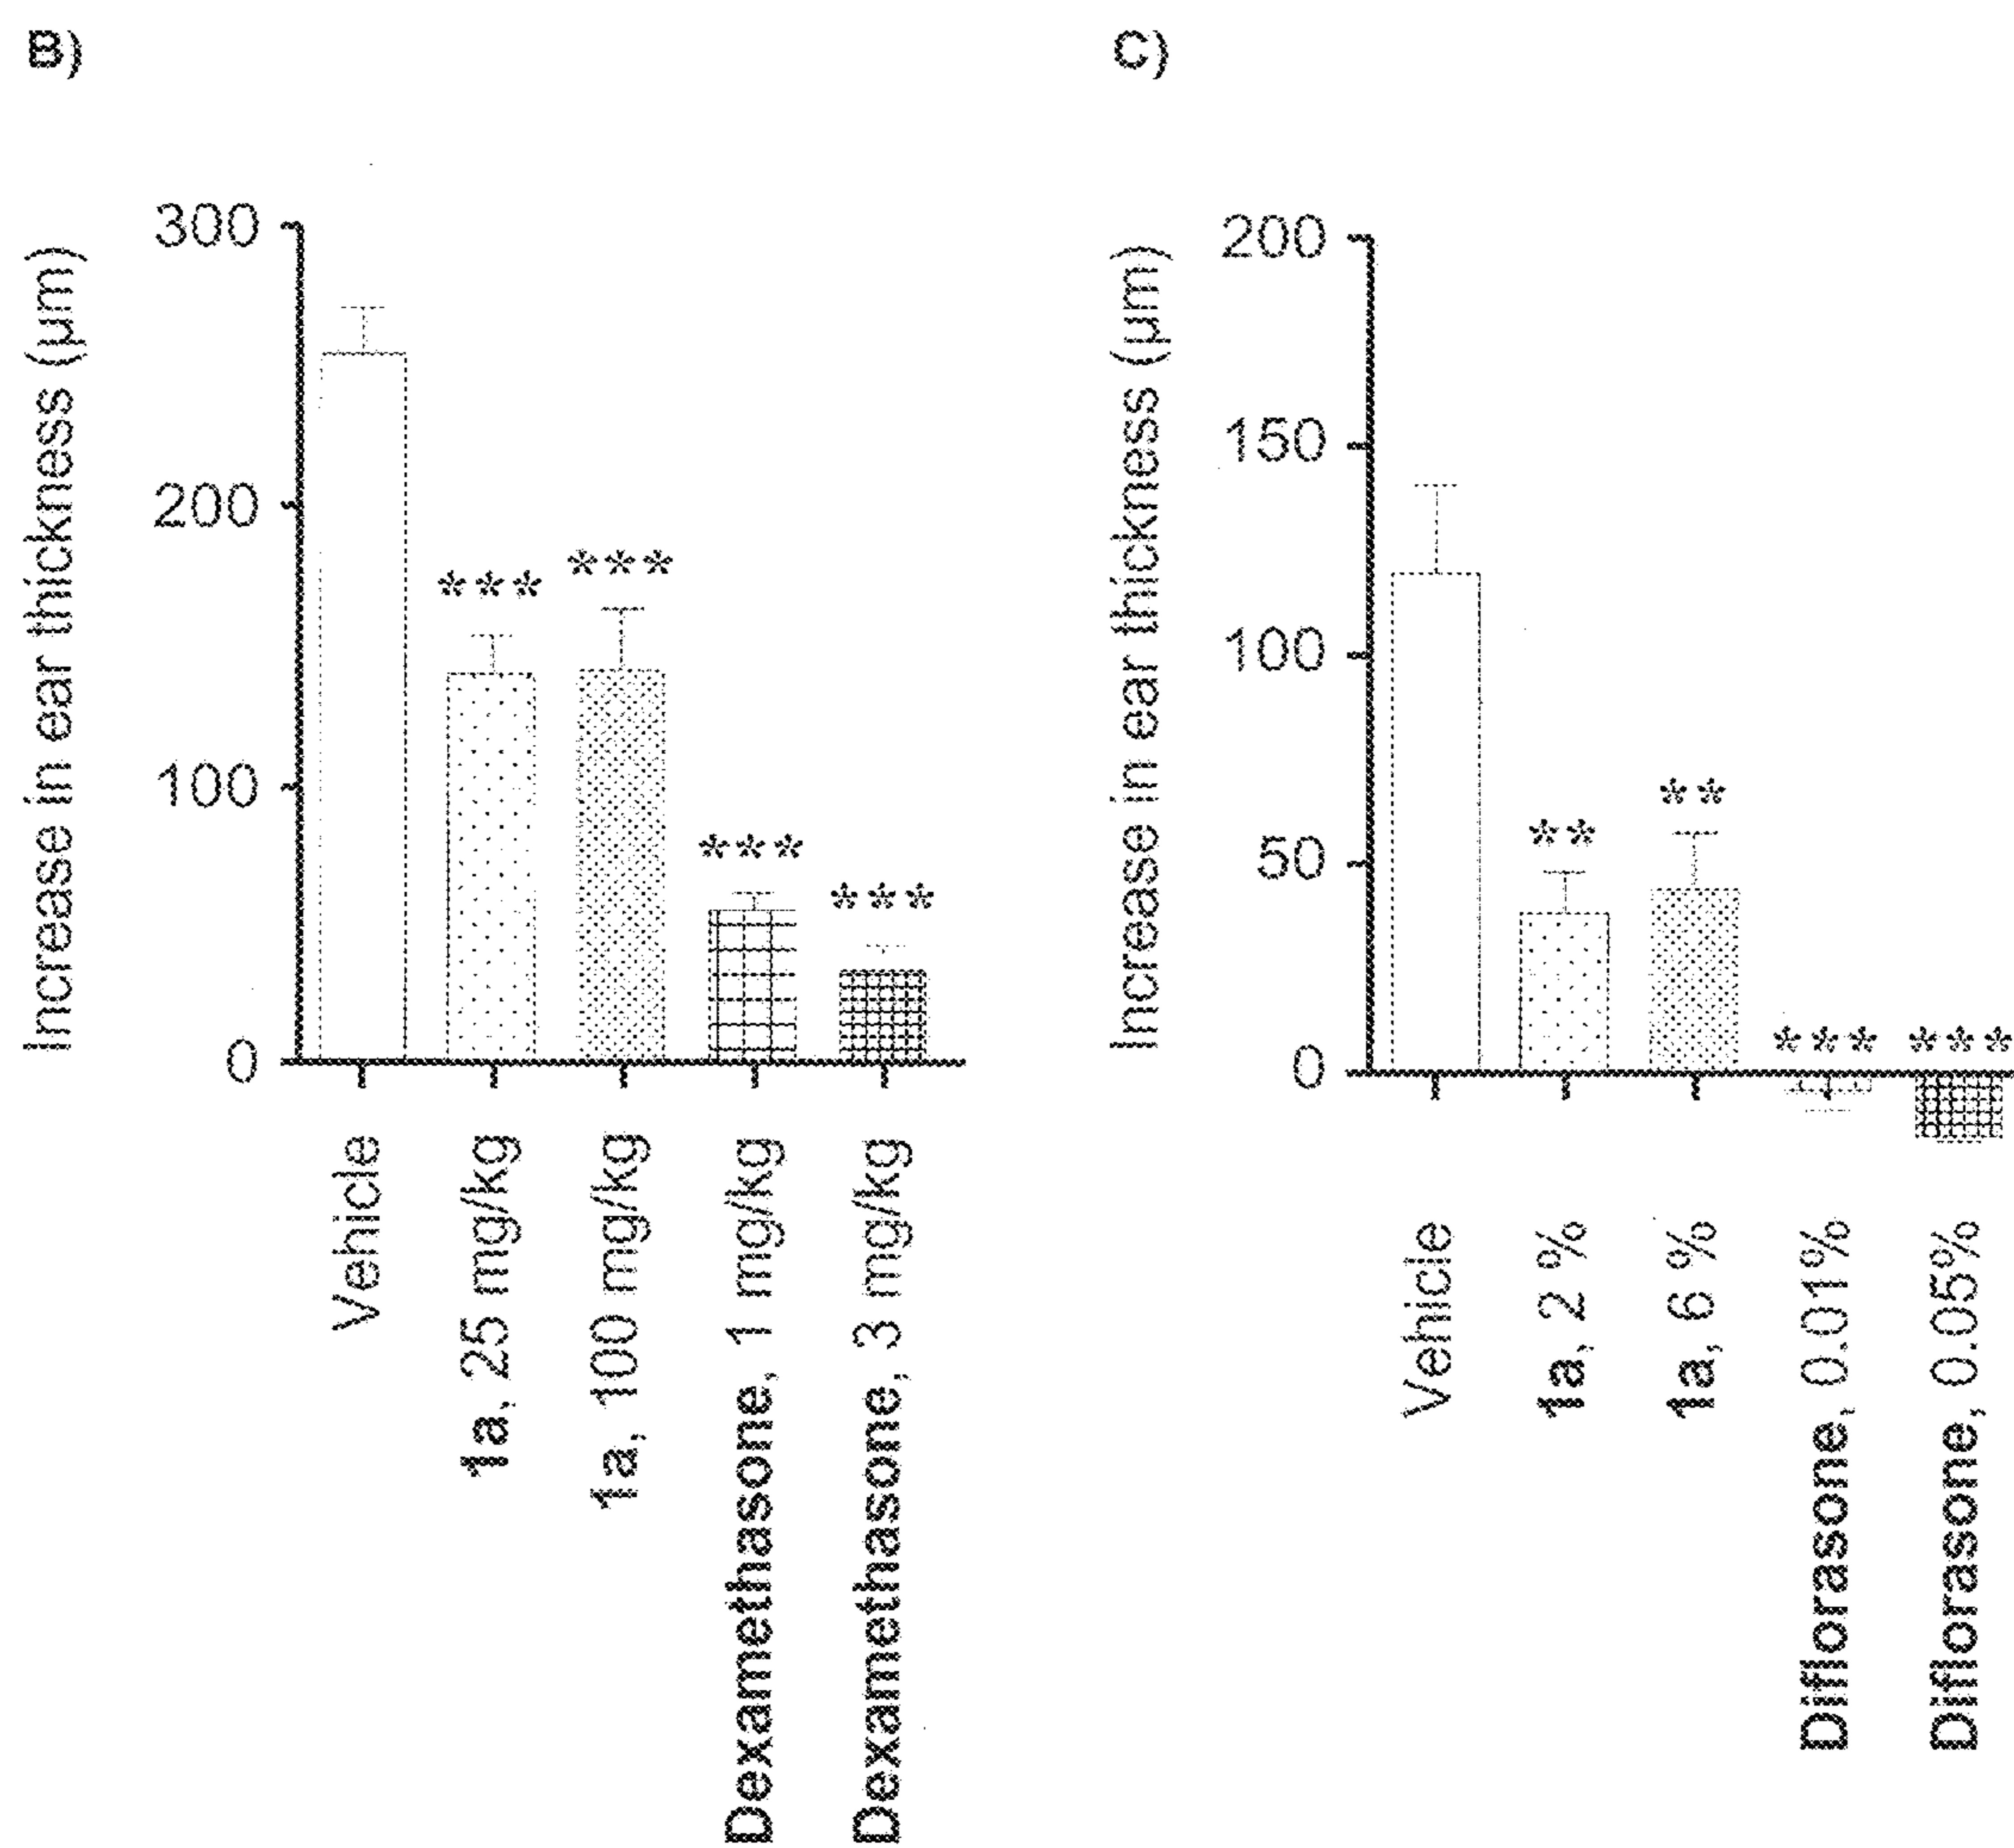 B)
Increase in ear thickness (µm)
300
200
100
0
***
***
***
***
Vehicle
1a, 25 mg/kg
1a, 100 mg/kg
Dexamethasone, 1 mg/kg
Dexamethasone, 3 mg/kg
C)
Increase in ear thickness (µm)
200
150
100
50
0
**
**
***
***
Vehicle
1a, 2 %
1a, 6 %
Diflorasone, 0.01%
Diflorasone, 0.05%